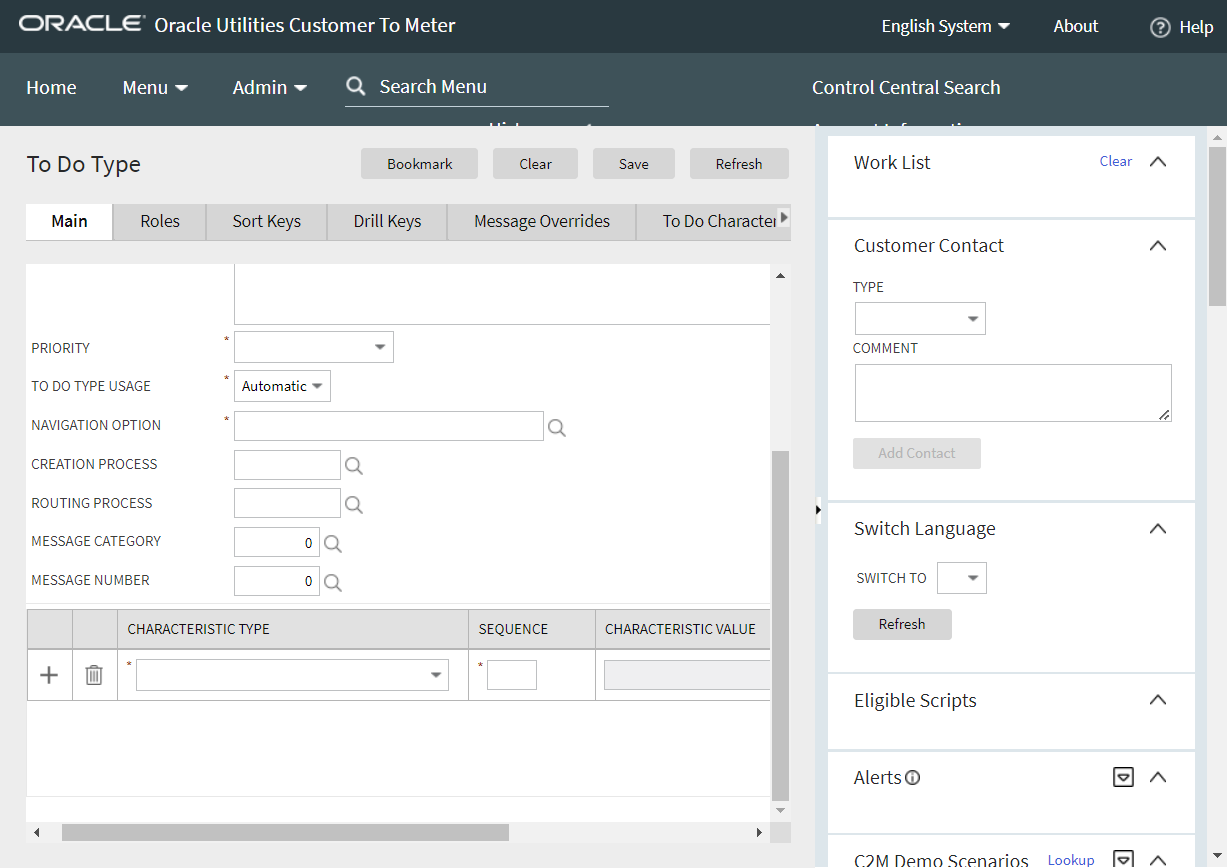 ORACLE Oracle Utilities Customer To Meter
English System
About
Help
Home
Menu
Admin
Search Menu
Control Central Search
To Do Type
Bookmark
Clear
Save
Refresh
Main
Roles
Sort Keys
Drill Keys
Message Overrides
To Do Character
PRIORITY *
TO DO TYPE USAGE * Automatic
NAVIGATION OPTION *
CREATION PROCESS
ROUTING PROCESS
MESSAGE CATEGORY 0
MESSAGE NUMBER 0
CHARACTERISTIC TYPE SEQUENCE CHARACTERISTIC VALUE
* *
Work List Clear
Customer Contact
TYPE
COMMENT
Add Contact
Switch Language
SWITCH TO
Refresh
Eligible Scripts
Alerts
C2M Demo Scenarios Lookup